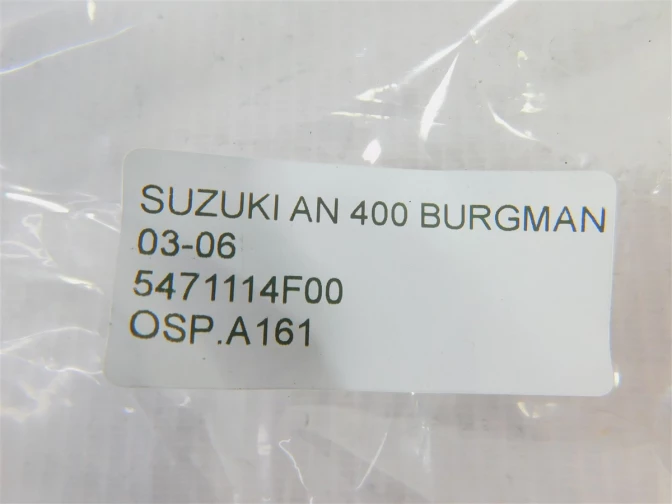 SUZUKI AN 400 BURGMAN
03-06
5471114F00
OSP.A161